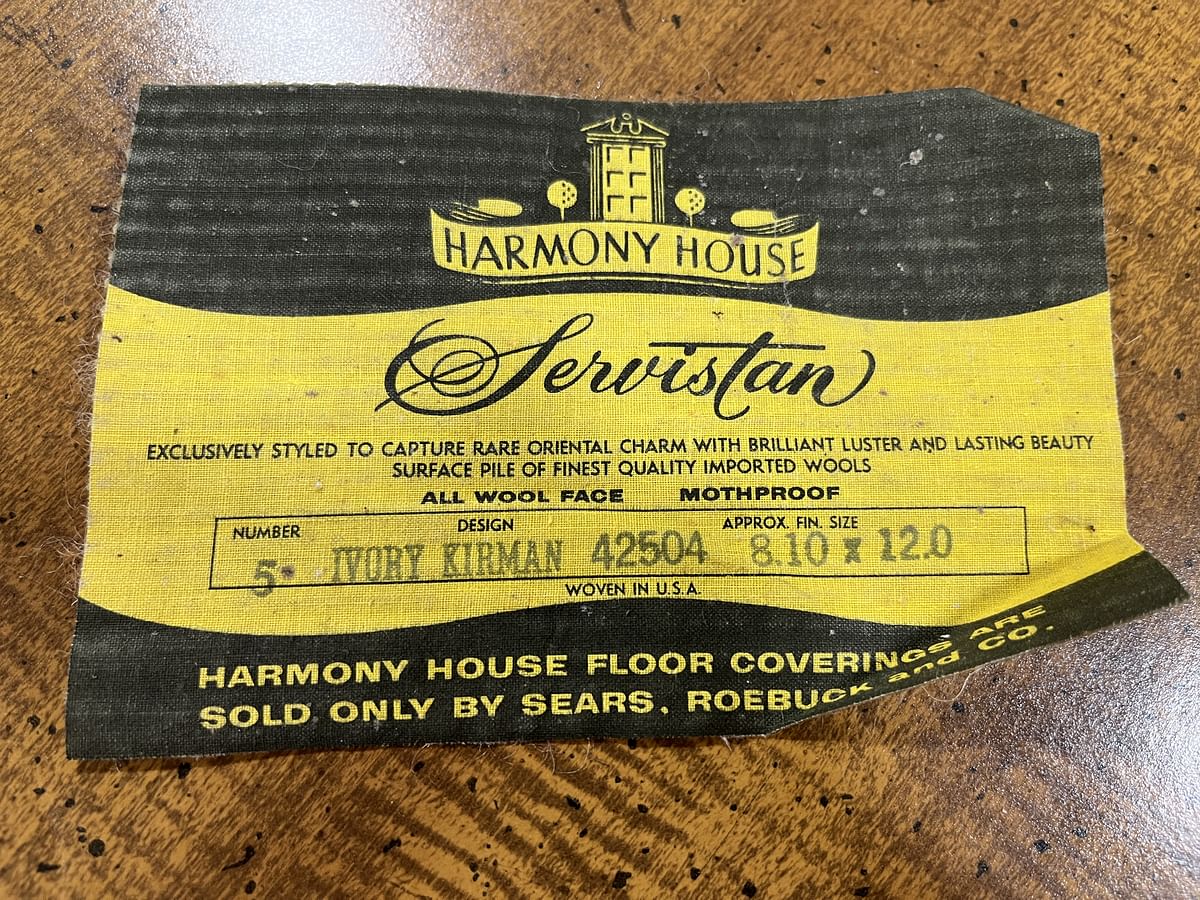 HARMONY HOUSE
Servistan
EXCLUSIVELY STYLED TO CAPTURE RARE ORIENTAL CHARM WITH BRILLIANT LUSTER AND LASTING BEAUTY
SURFACE PILE OF FINEST QUALITY IMPORTED WOOLS
ALL WOOL FACE MOTHPROOF
NUMBER DESIGN APPROX. FIN. SIZE
5 IVORY KIRMAN 42504 8.10 x 12.0
WOVEN IN U.S.A.
HARMONY HOUSE FLOOR COVERINGS ARE
SOLD ONLY BY SEARS, ROEBUCK and CO.